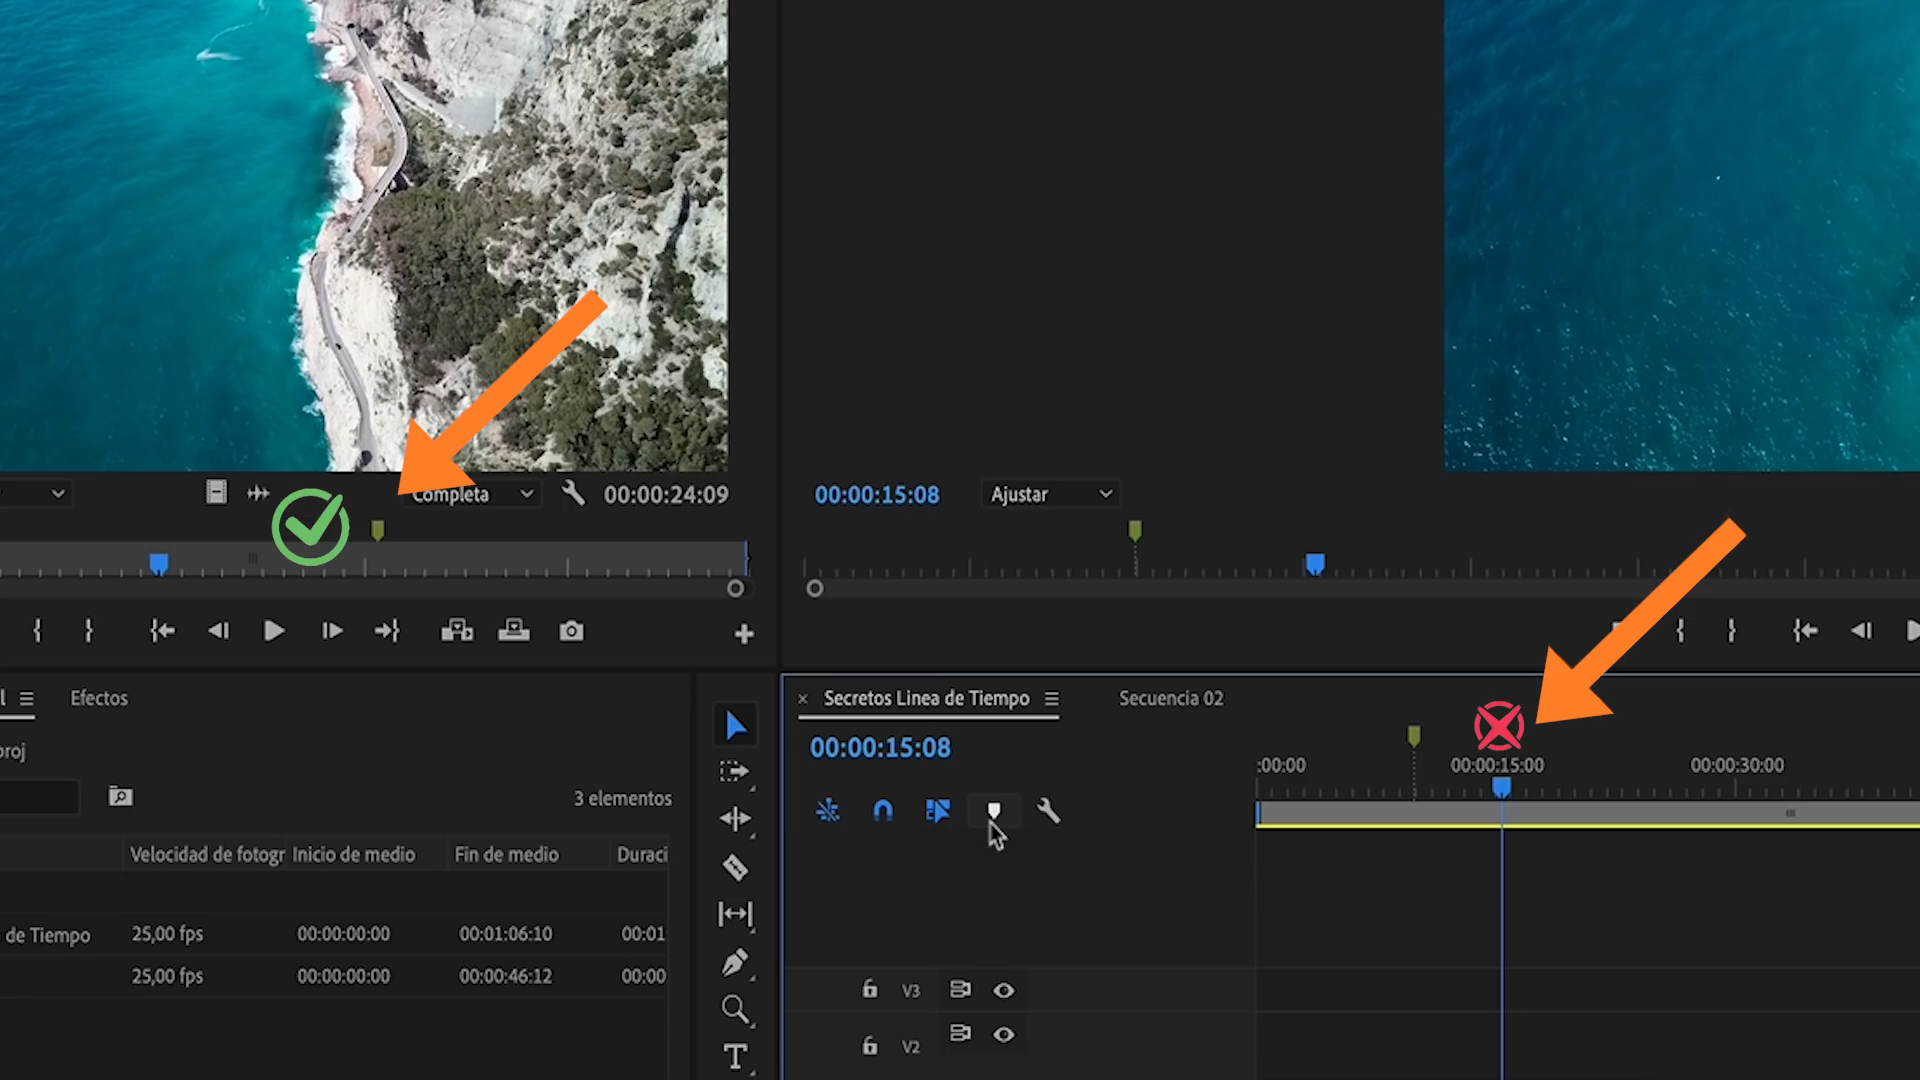 Completa
00:00:24:09
00:00:15:08
Ajustar
l
Efectos
proj
3 elementos
Velocidad de fotogr
Inicio de medio
Fin de medio
Duraci
de Tiempo
25,00 fps
00:00:00:00
00:01:06:10
00:01
25,00 fps
00:00:00:00
00:00:46:12
00:00
T
Secretos Linea de Tiempo
Secuencia 02
00:00:15:08
:00:00
00:00:15:00
00:00:30:00
V3
V2